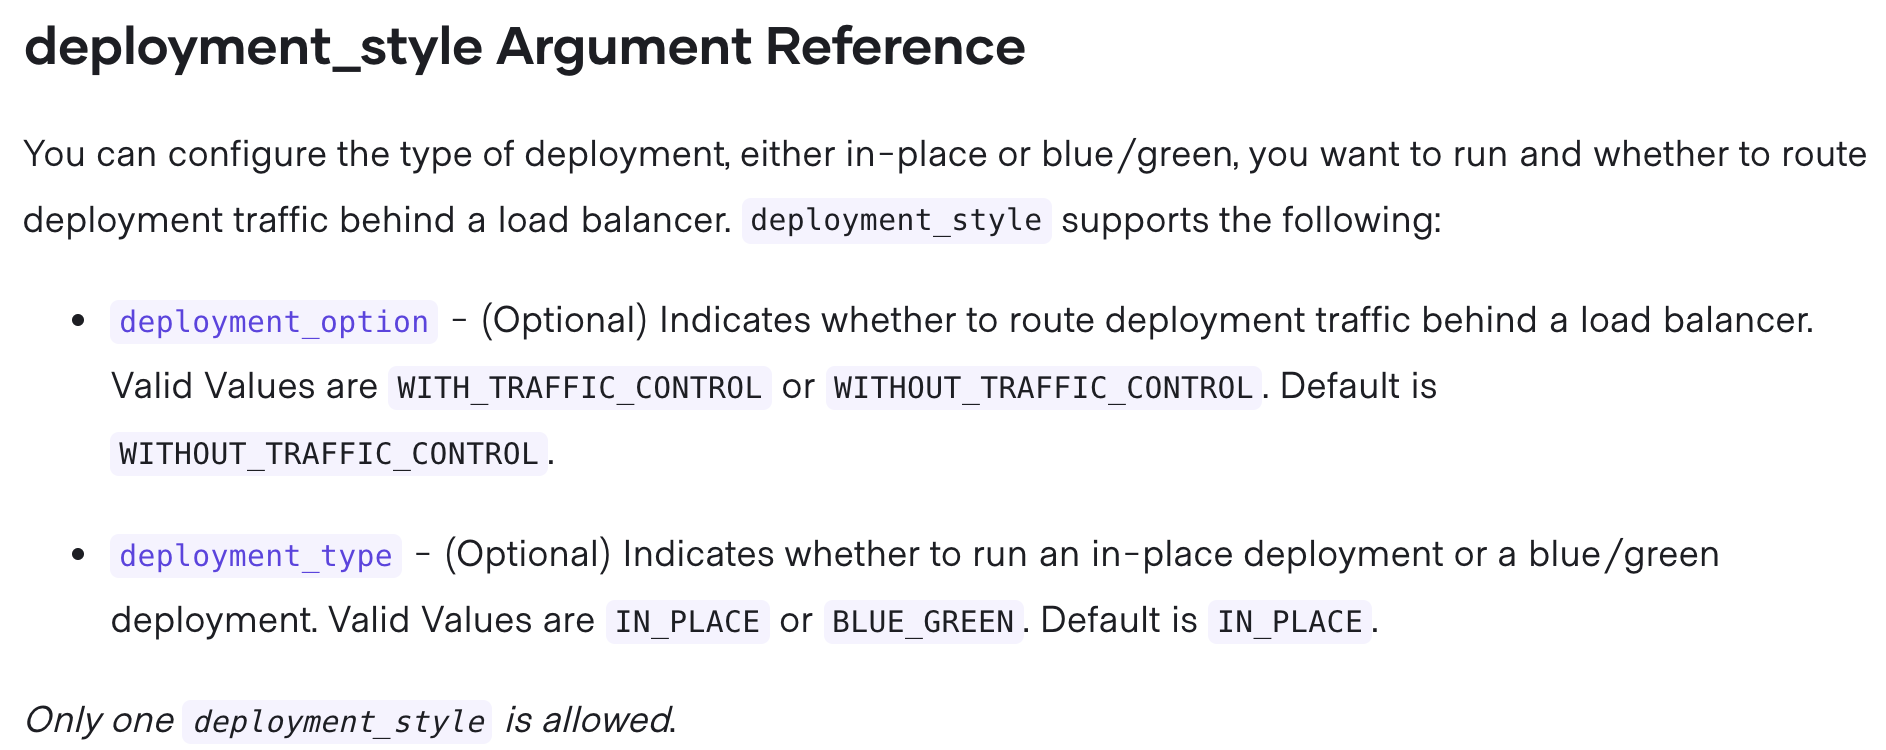 deployment_style Argument Reference
You can configure the type of deployment, either in-place or blue/green, you want to run and whether to route
deployment traffic behind a load balancer. deployment_style supports the following:
• deployment_option - (Optional) Indicates whether to route deployment traffic behind a load balancer.
Valid Values are WITH_TRAFFIC_CONTROL or WITHOUT_TRAFFIC_CONTROL. Default is
WITHOUT_TRAFFIC_CONTROL.
• deployment_type - (Optional) Indicates whether to run an in-place deployment or a blue/green
deployment. Valid Values are IN_PLACE or BLUE_GREEN. Default is IN_PLACE.
Only one deployment_style is allowed.